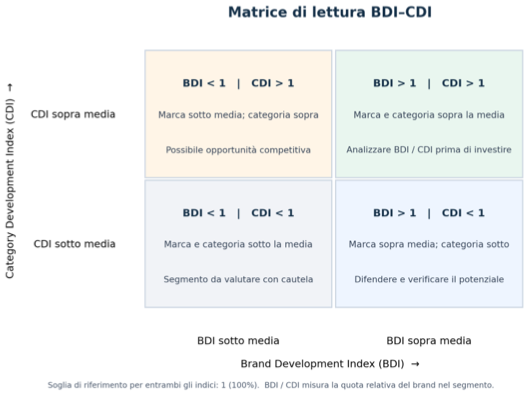 Matrice di lettura BDI–CDI
Category Development Index (CDI) →
CDI sopra media
BDI < 1 | CDI > 1
Marca sotto media; categoria sopra
Possibile opportunità competitiva
BDI > 1 | CDI > 1
Marca e categoria sopra la media
Analizzare BDI / CDI prima di investire
CDI sotto media
BDI < 1 | CDI < 1
Marca e categoria sotto la media
Segmento da valutare con cautela
BDI > 1 | CDI < 1
Marca sopra media; categoria sotto
Difendere e verificare il potenziale
BDI sotto media
BDI sopra media
Brand Development Index (BDI) →
Soglia di riferimento per entrambi gli indici: 1 (100%). BDI / CDI misura la quota relativa del brand nel segmento.